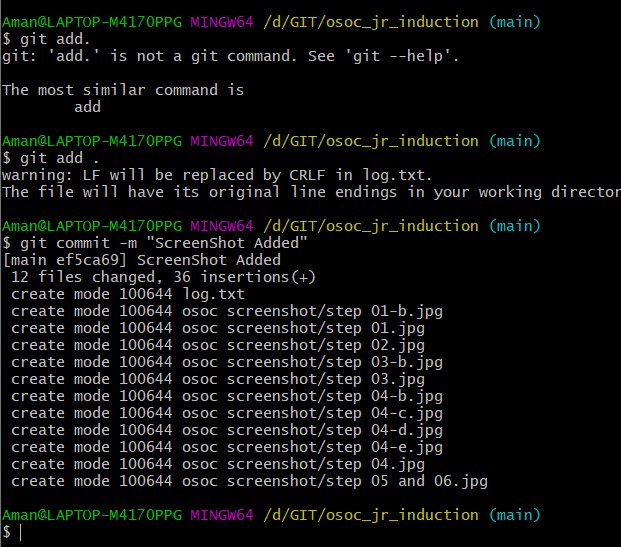 Aman@LAPTOP-M417OPPG MINGW64 /d/GIT/osoc_jr_induction (main)
$ git add.
git: 'add.' is not a git command. See 'git --help'.
The most similar command is
add
Aman@LAPTOP-M417OPPG MINGW64 /d/GIT/osoc_jr_induction (main)
$ git add .
warning: LF will be replaced by CRLF in log.txt.
The file will have its original line endings in your working director
Aman@LAPTOP-M417OPPG MINGW64 /d/GIT/osoc_jr_induction (main)
$ git commit -m "ScreenShot Added"
[main ef5ca69] ScreenShot Added
12 files changed, 36 insertions(+)
create mode 100644 log.txt
create mode 100644 osoc screenshot/step 01-b.jpg
create mode 100644 osoc screenshot/step 01.jpg
create mode 100644 osoc screenshot/step 02.jpg
create mode 100644 osoc screenshot/step 03-b.jpg
create mode 100644 osoc screenshot/step 03.jpg
create mode 100644 osoc screenshot/step 04-b.jpg
create mode 100644 osoc screenshot/step 04-c.jpg
create mode 100644 osoc screenshot/step 04-d.jpg
create mode 100644 osoc screenshot/step 04-e.jpg
create mode 100644 osoc screenshot/step 04.jpg
create mode 100644 osoc screenshot/step 05 and 06.jpg
Aman@LAPTOP-M417OPPG MINGW64 /d/GIT/osoc_jr_induction (main)
$